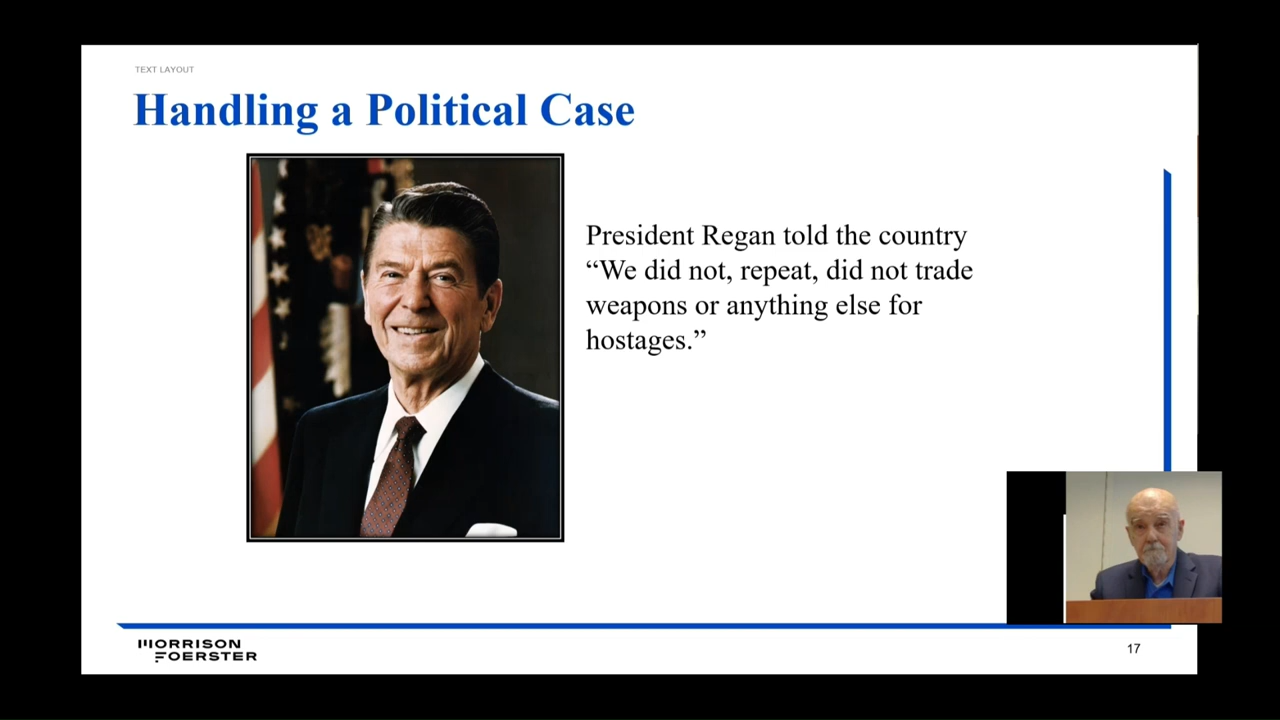 TEXT LAYOUT
Handling a Political Case
President Regan told the country
“We did not, repeat, did not trade
weapons or anything else for
hostages.”
MORRISON
FOERSTER
17